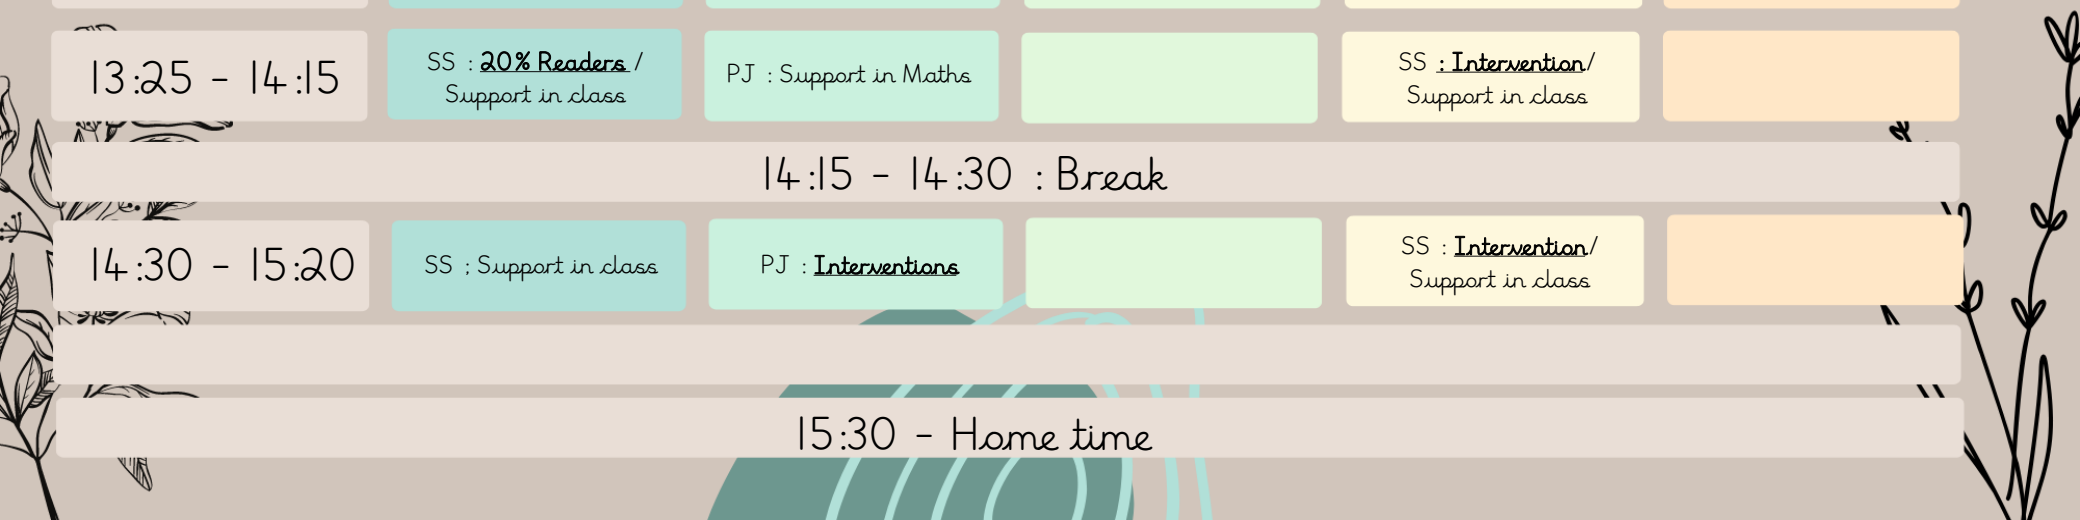 13:25 - 14:15
SS : 20% Readers /
Support in class
PJ : Support in Maths
SS : Intervention/
Support in class
14:15 - 14:30 : Break
14:30 - 15:20
SS ; Support in class
PJ : Interventions
SS : Intervention/
Support in class
15:30 - Home time